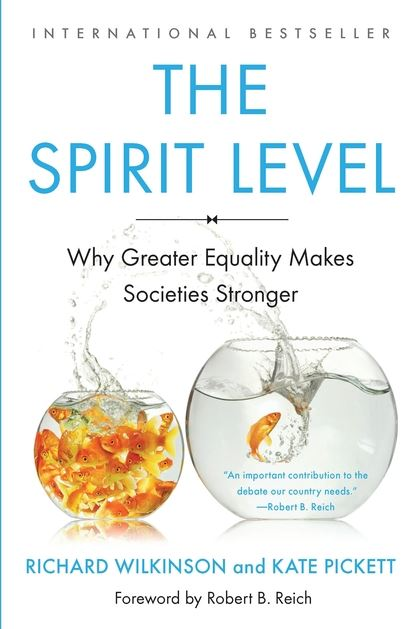 INTERNATIONAL BESTSELLER
THE
SPIRIT LEVEL
Why Greater Equality Makes
Societies Stronger
“An important contribution to the
debate our country needs.”
—Robert B. Reich
RICHARD WILKINSON and KATE PICKETT
Foreword by Robert B. Reich